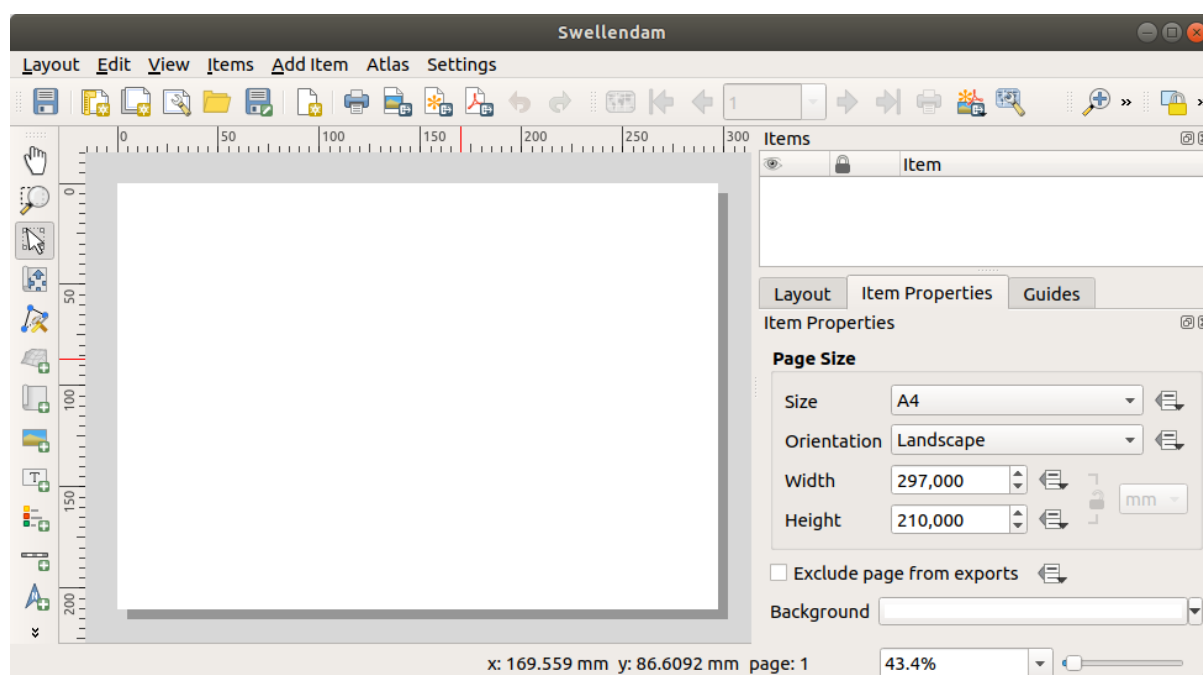 Swellendam
Layout Edit View Items Add Item Atlas Settings
1
»
»
0 50 100 150 200 250 300
Items
Item
0
50
100
150
200
Layout Item Properties Guides
Item Properties
Page Size
Size A4
Orientation Landscape
Width 297,000
mm
Height 210,000
Exclude page from exports
Background
x: 169.559 mm y: 86.6092 mm page: 1 43.4%